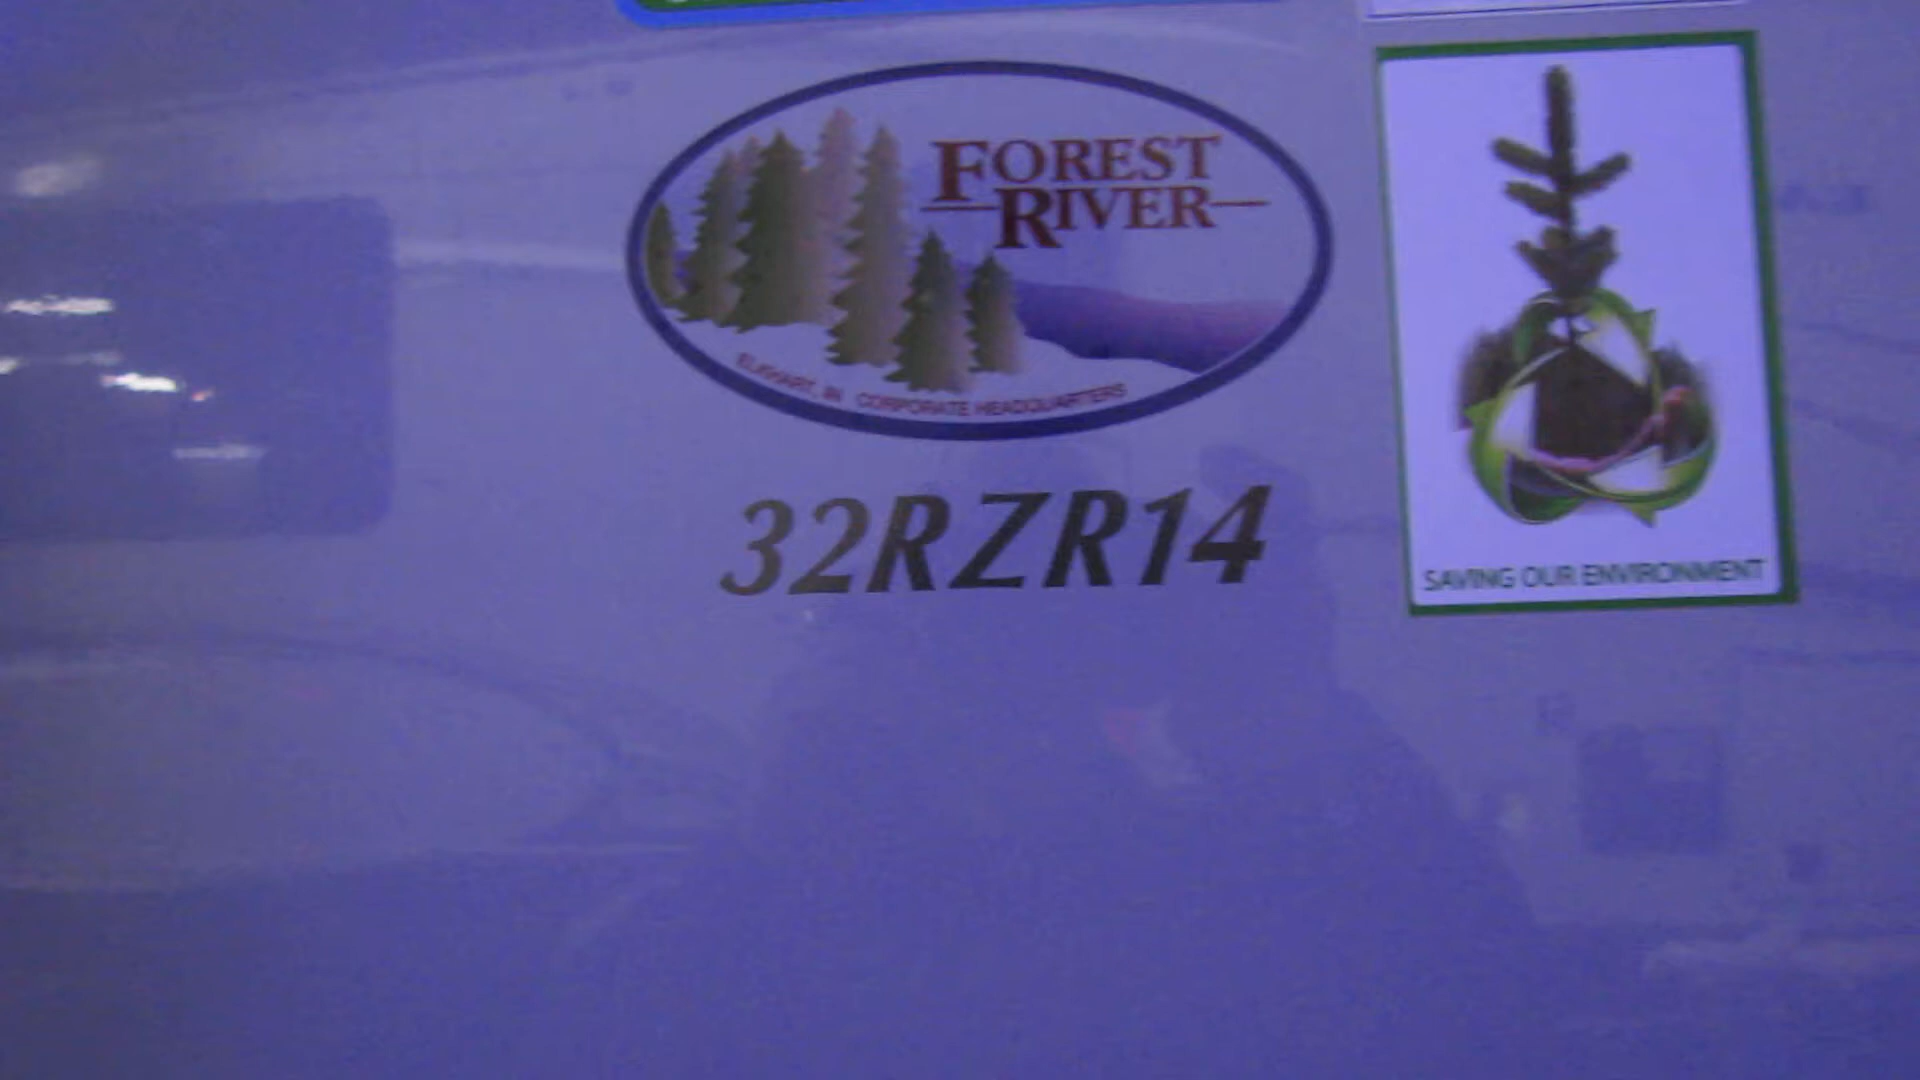 FOREST
RIVER
ELKHART, IN CORPORATE HEADQUARTERS
32RZR14
SAVING OUR ENVIRONMENT